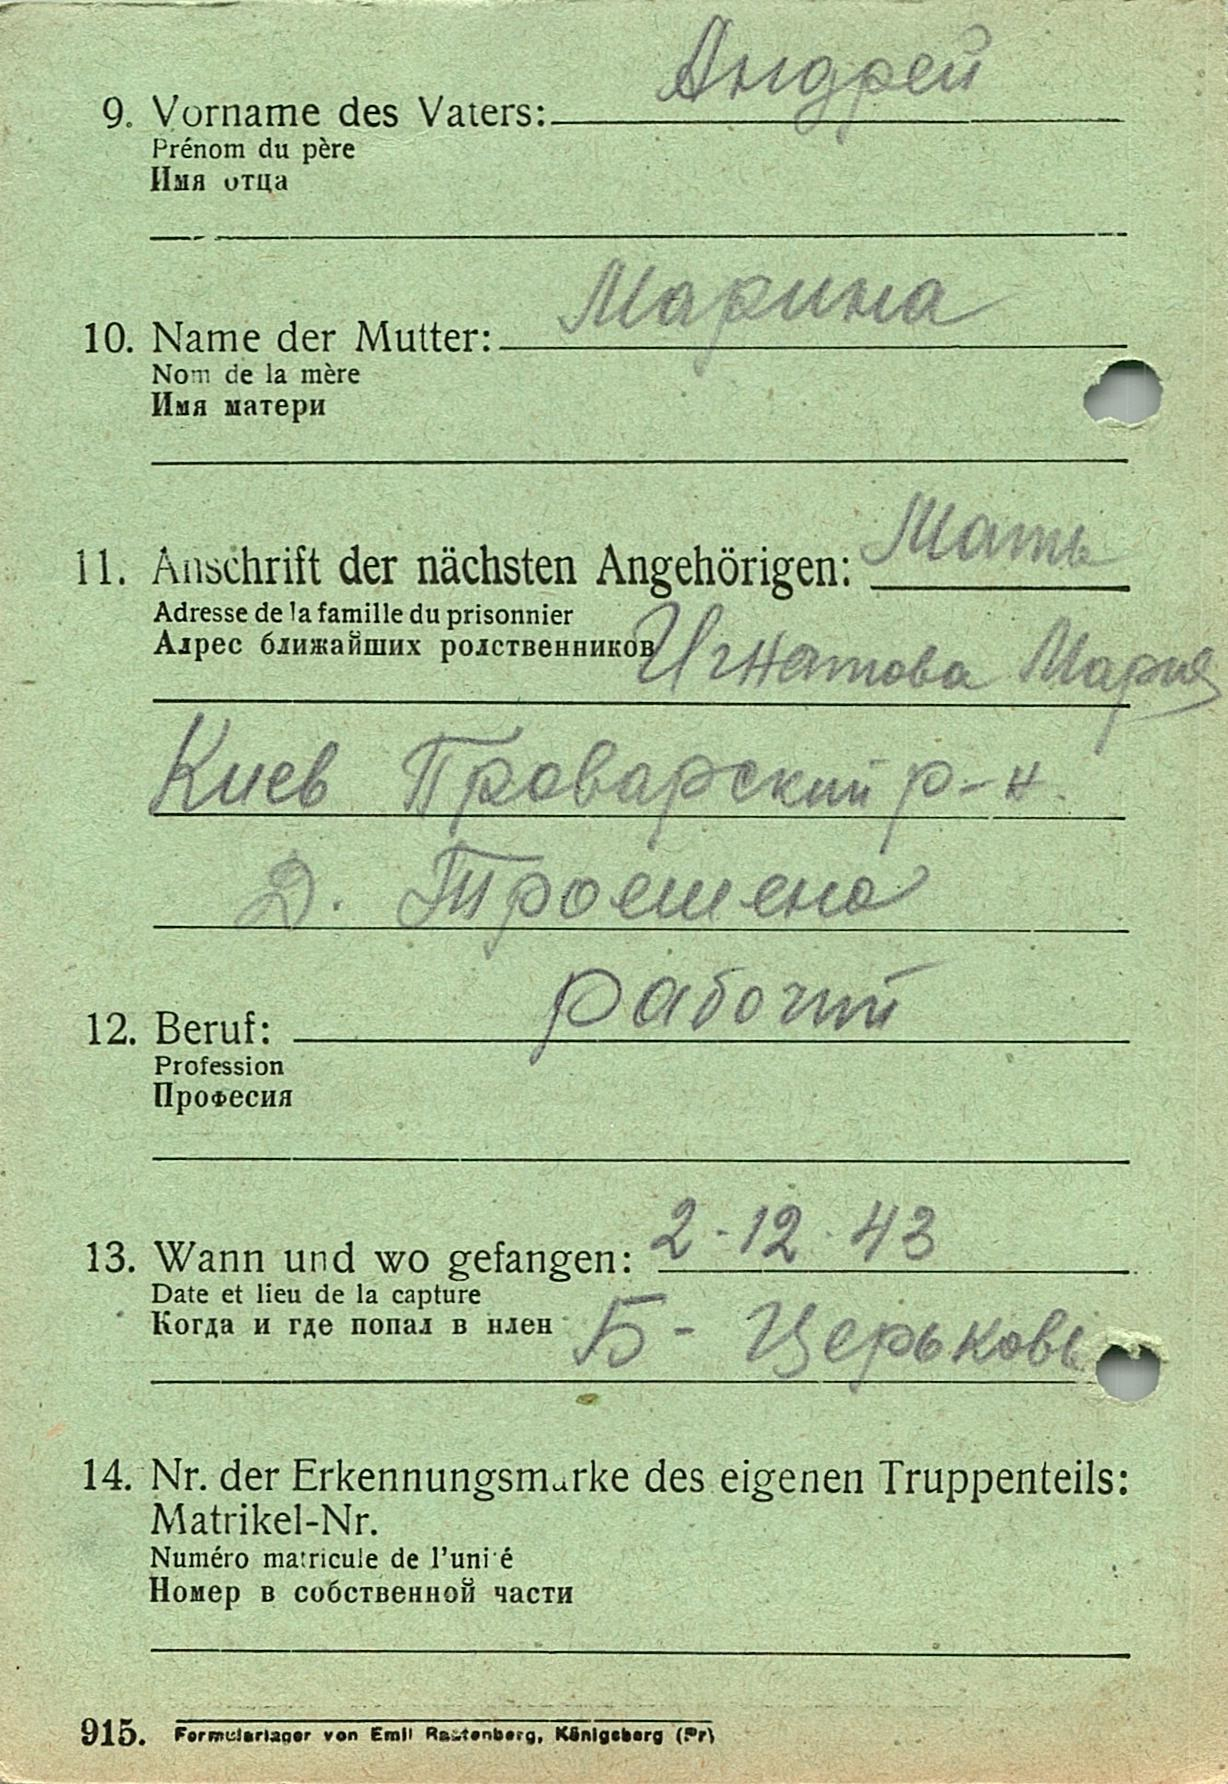 9. Vorname des Vaters: Андрей
Prénom du père
Имя отца
10. Name der Mutter: Марина
Nom de la mère
Имя матери
11. Anschrift der nächsten Angehörigen: Мать
Adresse de la famille du prisonnier
Адрес ближайших родственников Игнатова Мария
Киев Проварский р-н.
Д. Троешено
12. Beruf: рабочий
Profession
Професия
13. Wann und wo gefangen: 2-12.43
Date et lieu de la capture
Когда и где попал в плен Б- Церьковь
14. Nr. der Erkennungsmarke des eigenen Truppenteils:
Matrikel-Nr.
Numéro matricule de l'unité
Номер в собственной части
915. Formularlager von Emil Rautenberg, Königsberg (Pr)